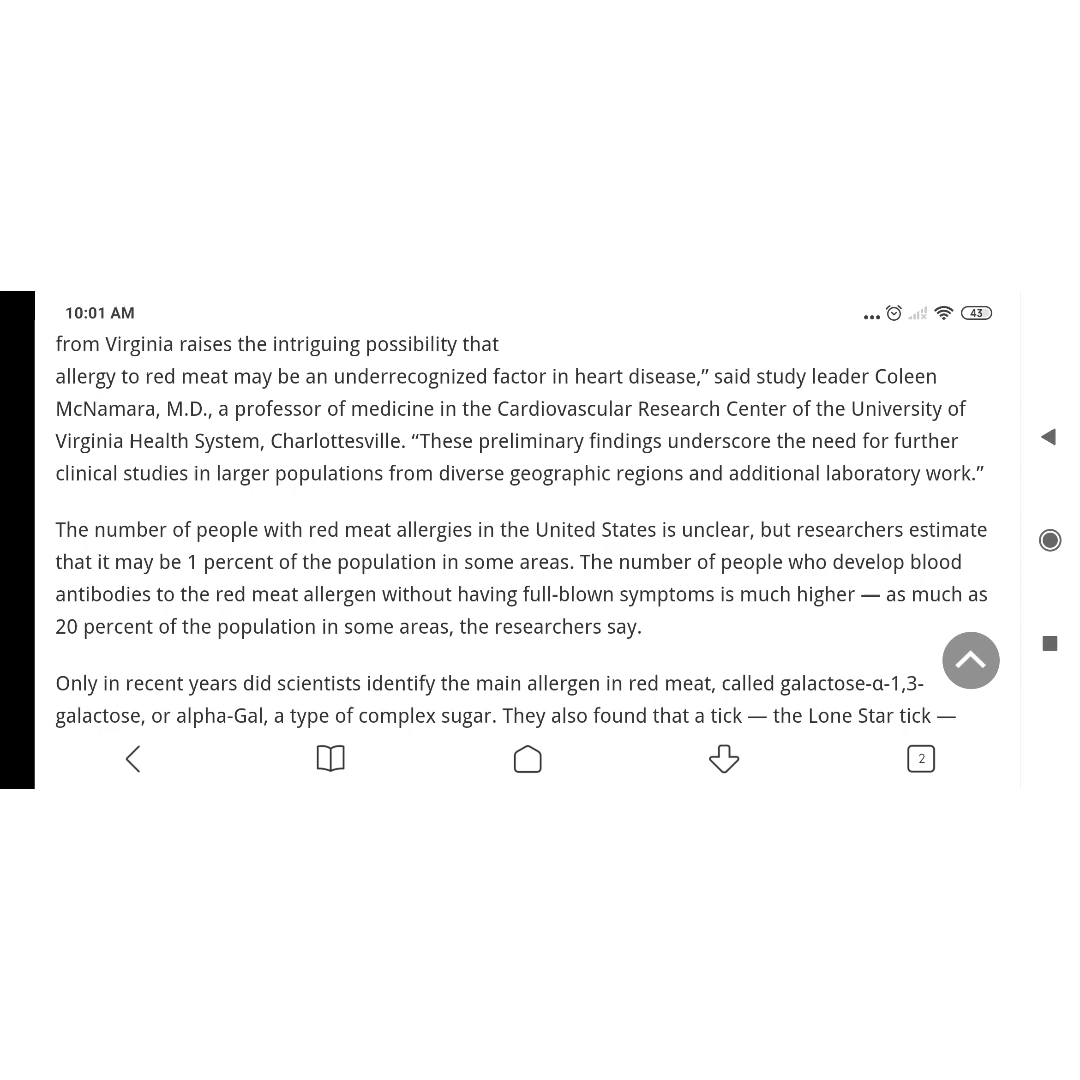 10:01 AM
43
from Virginia raises the intriguing possibility that
allergy to red meat may be an underrecognized factor in heart disease,” said study leader Coleen
McNamara, M.D., a professor of medicine in the Cardiovascular Research Center of the University of
Virginia Health System, Charlottesville. “These preliminary findings underscore the need for further
clinical studies in larger populations from diverse geographic regions and additional laboratory work.”
The number of people with red meat allergies in the United States is unclear, but researchers estimate
that it may be 1 percent of the population in some areas. The number of people who develop blood
antibodies to the red meat allergen without having full-blown symptoms is much higher — as much as
20 percent of the population in some areas, the researchers say.
Only in recent years did scientists identify the main allergen in red meat, called galactose-α-1,3-
galactose, or alpha-Gal, a type of complex sugar. They also found that a tick — the Lone Star tick —
2